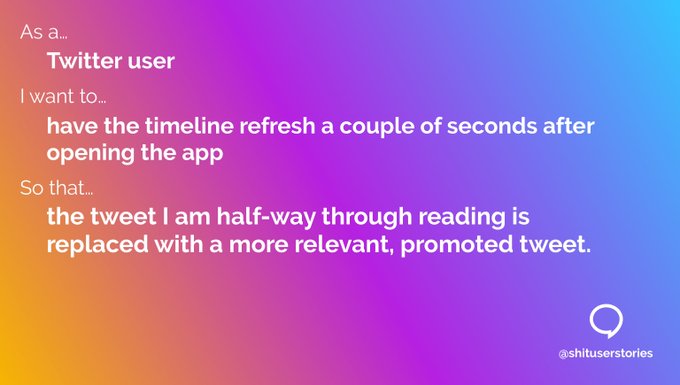 As a…
Twitter user
I want to…
have the timeline refresh a couple of seconds after
opening the app
So that…
the tweet I am half-way through reading is
replaced with a more relevant, promoted tweet.
@shituserstories